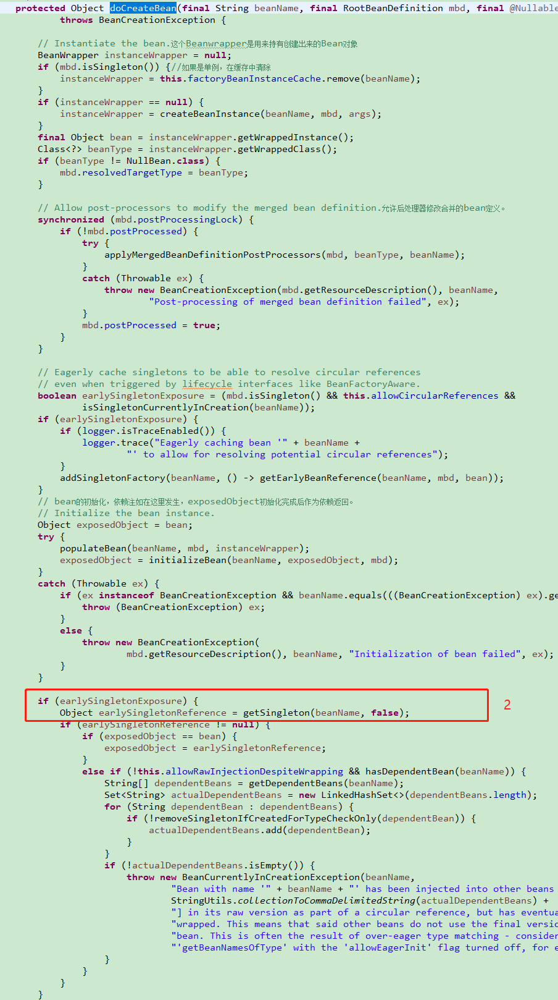 protected Object doCreateBean(final String beanName, final RootBeanDefinition mbd, final @Nullable
throws BeanCreationException {
// Instantiate the bean.这个Beanwrapper是用来持有创建出来的Bean对象
BeanWrapper instanceWrapper = null;
if (mbd.isSingleton()) {//如果是单例，在缓存中清除
instanceWrapper = this.factoryBeanInstanceCache.remove(beanName);
}
if (instanceWrapper == null) {
instanceWrapper = createBeanInstance(beanName, mbd, args);
}
final Object bean = instanceWrapper.getWrappedInstance();
Class<?> beanType = instanceWrapper.getWrappedClass();
if (beanType != NullBean.class) {
mbd.resolvedTargetType = beanType;
}
// Allow post-processors to modify the merged bean definition.允许后处理器修改合并的bean定义。
synchronized (mbd.postProcessingLock) {
if (!mbd.postProcessed) {
try {
applyMergedBeanDefinitionPostProcessors(mbd, beanType, beanName);
}
catch (Throwable ex) {
throw new BeanCreationException(mbd.getResourceDescription(), beanName,
"Post-processing of merged bean definition failed", ex);
}
mbd.postProcessed = true;
}
}
// Eagerly cache singletons to be able to resolve circular references
// even when triggered by lifecycle interfaces like BeanFactoryAware.
boolean earlySingletonExposure = (mbd.isSingleton() && this.allowCircularReferences &&
isSingletonCurrentlyInCreation(beanName));
if (earlySingletonExposure) {
if (logger.isTraceEnabled()) {
logger.trace("Eagerly caching bean '" + beanName +
"' to allow for resolving potential circular references");
}
addSingletonFactory(beanName, () -> getEarlyBeanReference(beanName, mbd, bean));
}
// bean的初始化，依赖注如在这里发生，exposedObject初始化完成后作为依赖返回。
// Initialize the bean instance.
Object exposedObject = bean;
try {
populateBean(beanName, mbd, instanceWrapper);
exposedObject = initializeBean(beanName, exposedObject, mbd);
}
catch (Throwable ex) {
if (ex instanceof BeanCreationException && beanName.equals(((BeanCreationException) ex).ge
throw (BeanCreationException) ex;
}
else {
throw new BeanCreationException(
mbd.getResourceDescription(), beanName, "Initialization of bean failed", ex);
}
}
if (earlySingletonExposure) {
Object earlySingletonReference = getSingleton(beanName, false);
2
if (earlySingletonReference != null) {
if (exposedObject == bean) {
exposedObject = earlySingletonReference;
}
else if (!this.allowRawInjectionDespiteWrapping && hasDependentBean(beanName)) {
String[] dependentBeans = getDependentBeans(beanName);
Set<String> actualDependentBeans = new LinkedHashSet<>(dependentBeans.length);
for (String dependentBean : dependentBeans) {
if (!removeSingletonIfCreatedForTypeCheckOnly(dependentBean)) {
actualDependentBeans.add(dependentBean);
}
}
if (!actualDependentBeans.isEmpty()) {
throw new BeanCurrentlyInCreationException(beanName,
"Bean with name '" + beanName + "' has been injected into other beans
StringUtils.collectionToCommaDelimitedString(actualDependentBeans) +
"] in its raw version as part of a circular reference, but has eventua
"wrapped. This means that said other beans do not use the final versio
"bean. This is often the result of over-eager type matching - consider
"'getBeanNamesOfType' with the 'allowEagerInit' flag turned off, for e
}
}
}
}